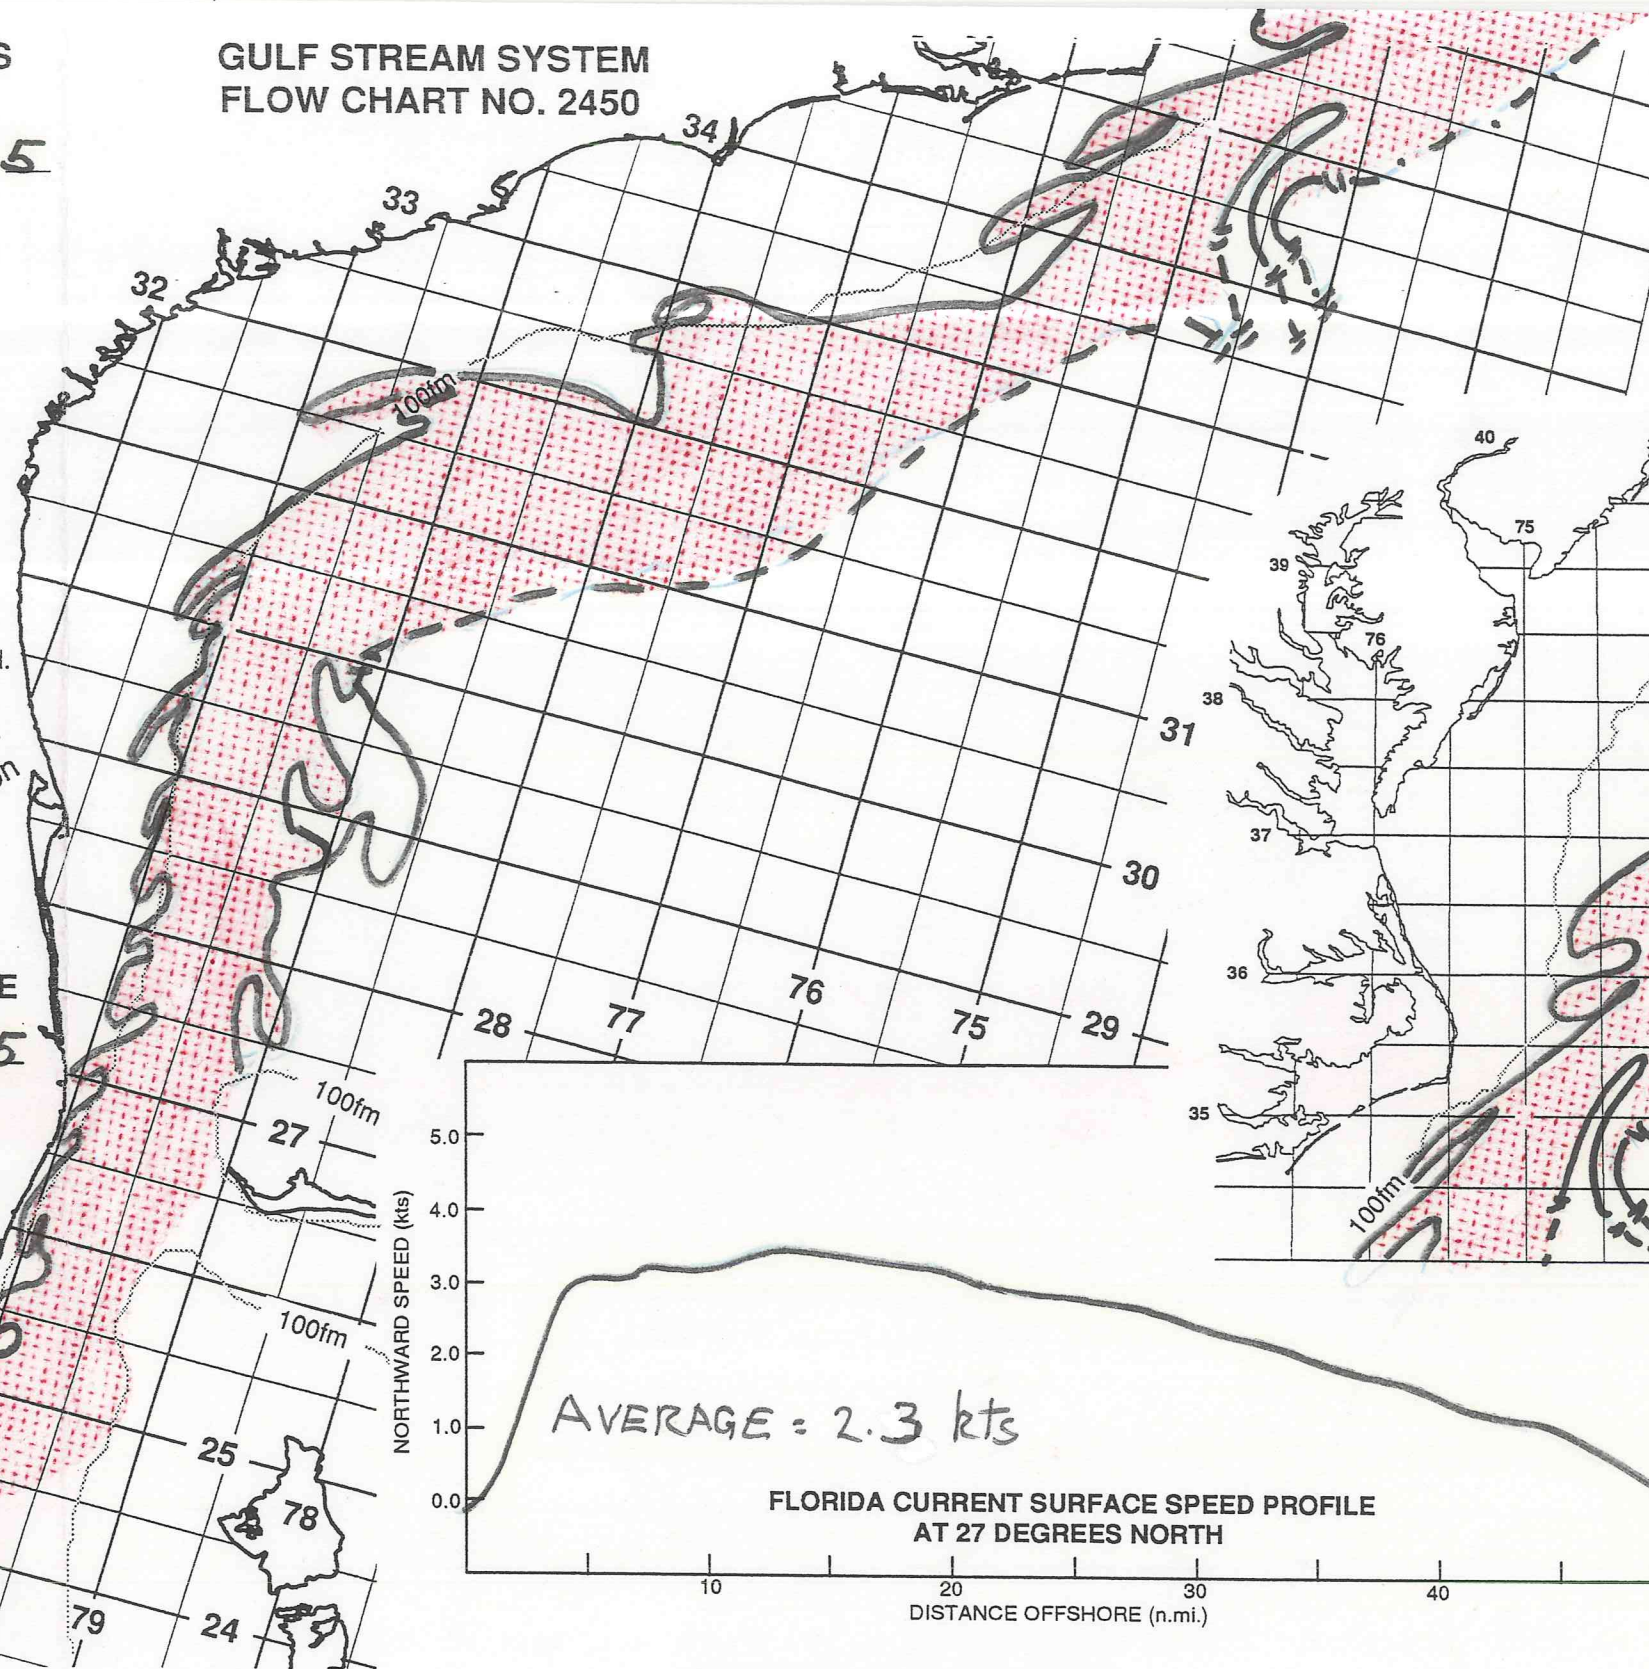 S
GULF STREAM SYSTEM
FLOW CHART NO. 2450
5
34
33
32
100fm
40
75
39
76
38
31
37
30
36
76
77
75
29
28
35
100fm
E
5
100fm
27
5.0
4.0
3.0
2.0
1.0
0.0
NORTHWARD SPEED (kts)
100fm
AVERAGE = 2.3 kts
25
78
FLORIDA CURRENT SURFACE SPEED PROFILE
AT 27 DEGREES NORTH
10
20
30
40
DISTANCE OFFSHORE (n.mi.)
79
24